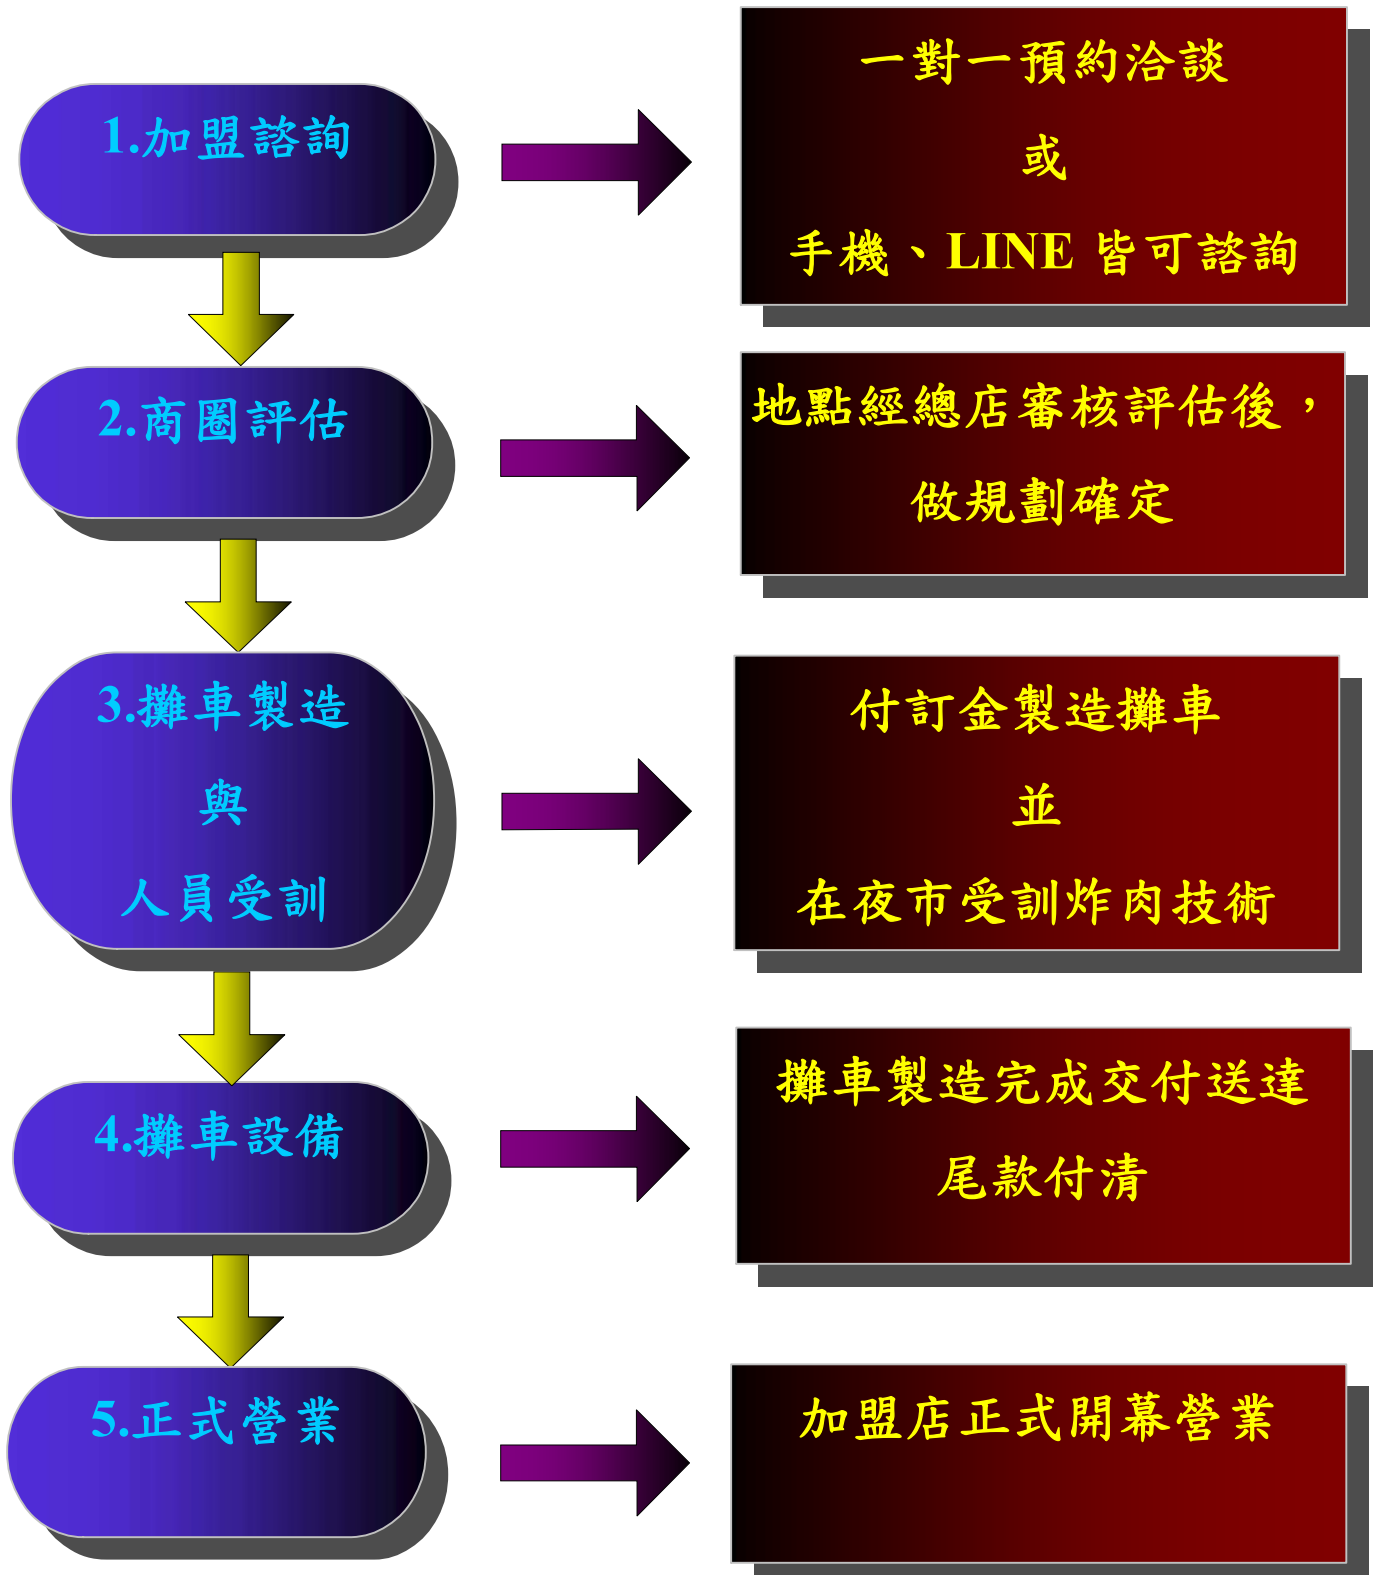 1.加盟諮詢
一對一預約洽談
或
手機、LINE 皆可諮詢
2.商圈評估
地點經總店審核評估後，
做規劃確定
3.攤車製造
與
人員受訓
付訂金製造攤車
並
在夜市受訓炸肉技術
4.攤車設備
攤車製造完成交付送達
尾款付清
5.正式營業
加盟店正式開幕營業